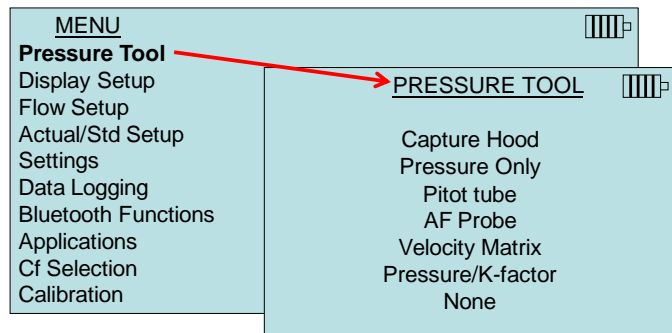 MENU
Pressure Tool
Display Setup
Flow Setup
Actual/Std Setup
Settings
Data Logging
Bluetooth Functions
Applications
Cf Selection
Calibration
PRESSURE TOOL
Capture Hood
Pressure Only
Pitot tube
AF Probe
Velocity Matrix
Pressure/K-factor
None